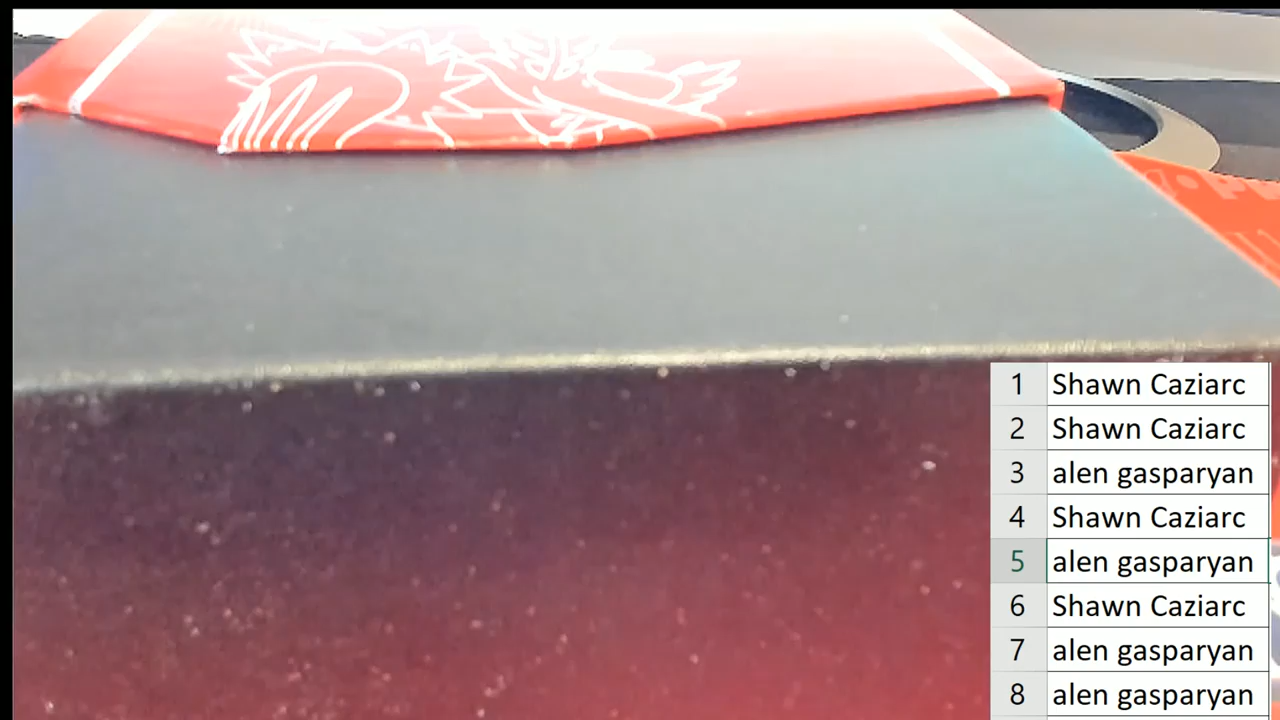 1 Shawn Caziarc
2 Shawn Caziarc
3 alen gasparyan
4 Shawn Caziarc
5 alen gasparyan
6 Shawn Caziarc
7 alen gasparyan
8 alen gasparyan